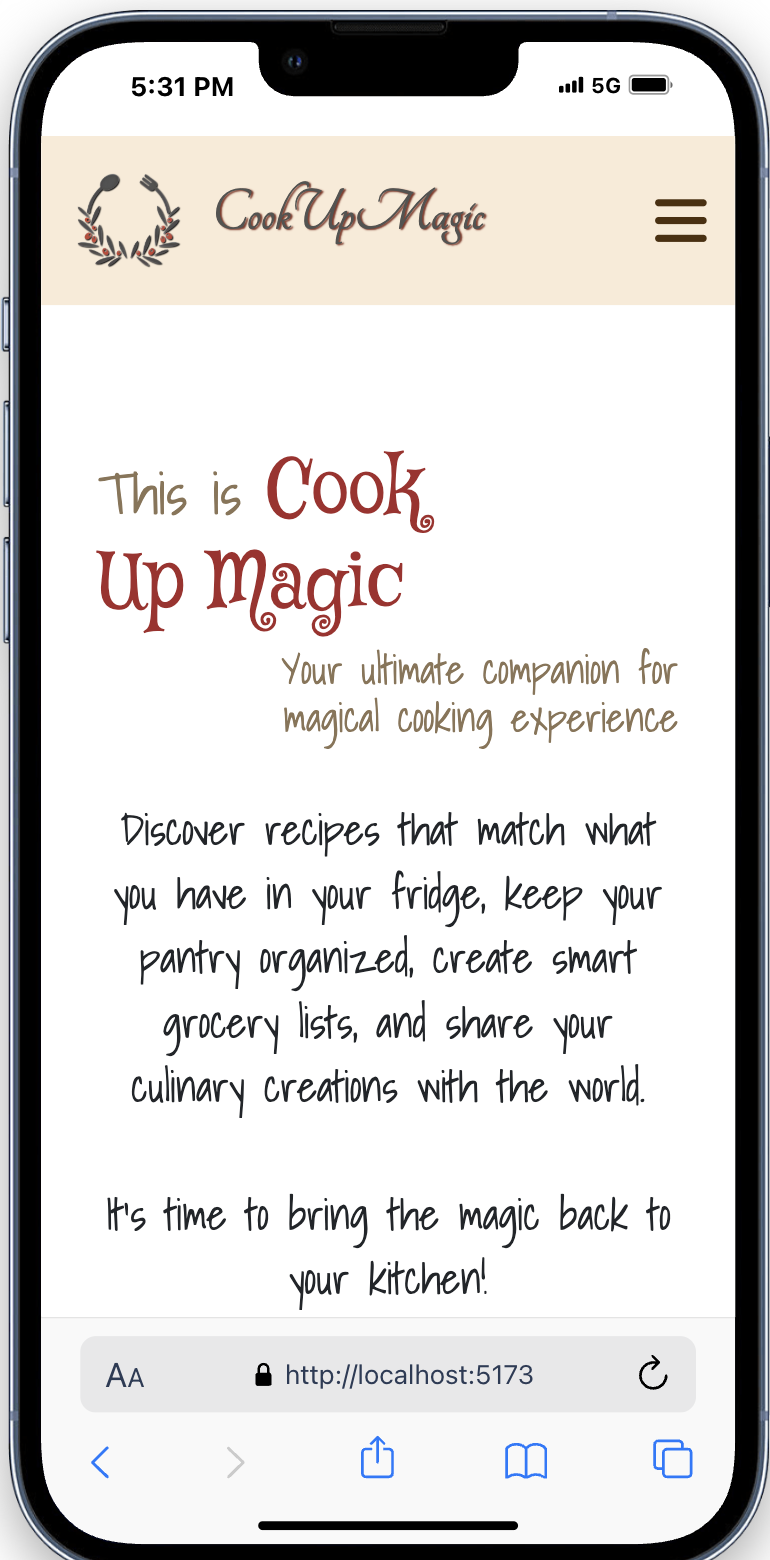 5:31 PM
5G
CookUpMagic
This is Cook
Up Magic
Your ultimate companion for
magical cooking experience
Discover recipes that match what
you have in your fridge, keep your
pantry organized, create smart
grocery lists, and share your
culinary creations with the world.
It's time to bring the magic back to
your kitchen!
AA
http://localhost:5173